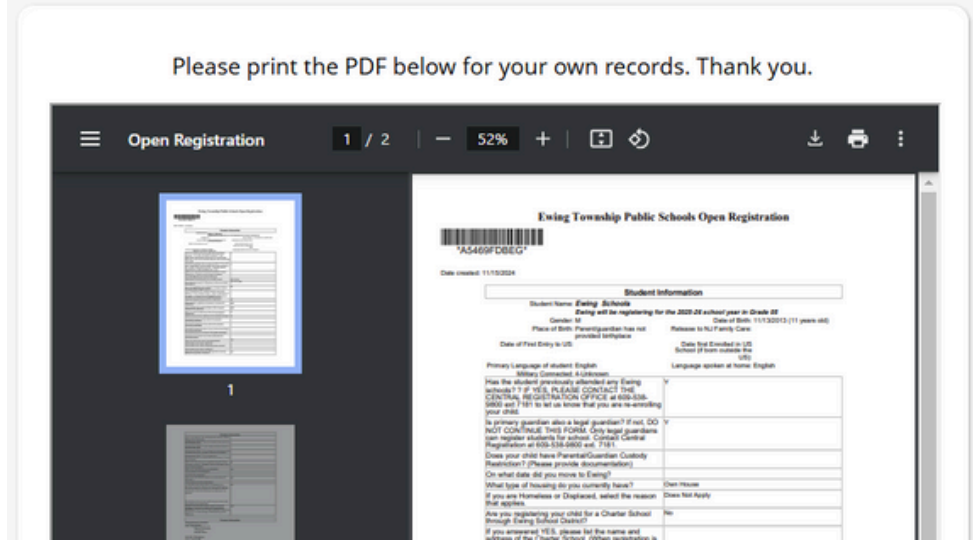 Please print the PDF below for your own records. Thank you.
Open Registration
1 / 2
52%
Ewing Township Public Schools Open Registration
*A5469FDBEG*
Date created: 11/15/2024
Student Information
Student Name: Ewing Schools
Ewing will be registering for the 2025-26 school year in Grade 05
Gender: M Date of Birth: 11/13/2013 (11 years old)
Place of Birth: Parent/guardian has not provided birthplace Release to NJ Family Care:
Date of First Entry to US: Date first Enrolled in US School (if born outside the US):
Primary Language of student: English Language spoken at home: English
Military Connected: 4-Unknown
Has the student previously attended any Ewing Y
schools? ? IF YES, PLEASE CONTACT THE
CENTRAL REGISTRATION OFFICE at 609-538-
9800 ext 7181 to let us know that you are re-enrolling
your child.
Is primary guardian also a legal guardian? If not, DO Y
NOT CONTINUE THIS FORM. Only legal guardians
can register students for school. Contact Central
Registration at 609-538-9800 ext. 7181.
Does your child have Parental/Guardian Custody
Restriction? (Please provide documentation)
On what date did you move to Ewing?
What type of housing do you currently have? Own House
If you are Homeless or Displaced, select the reason Does Not Apply
that applies.
Are you registering your child for a Charter School No
through Ewing School District?
If you answered YES, please list the name and
address of the Charter School. (When registration is
1